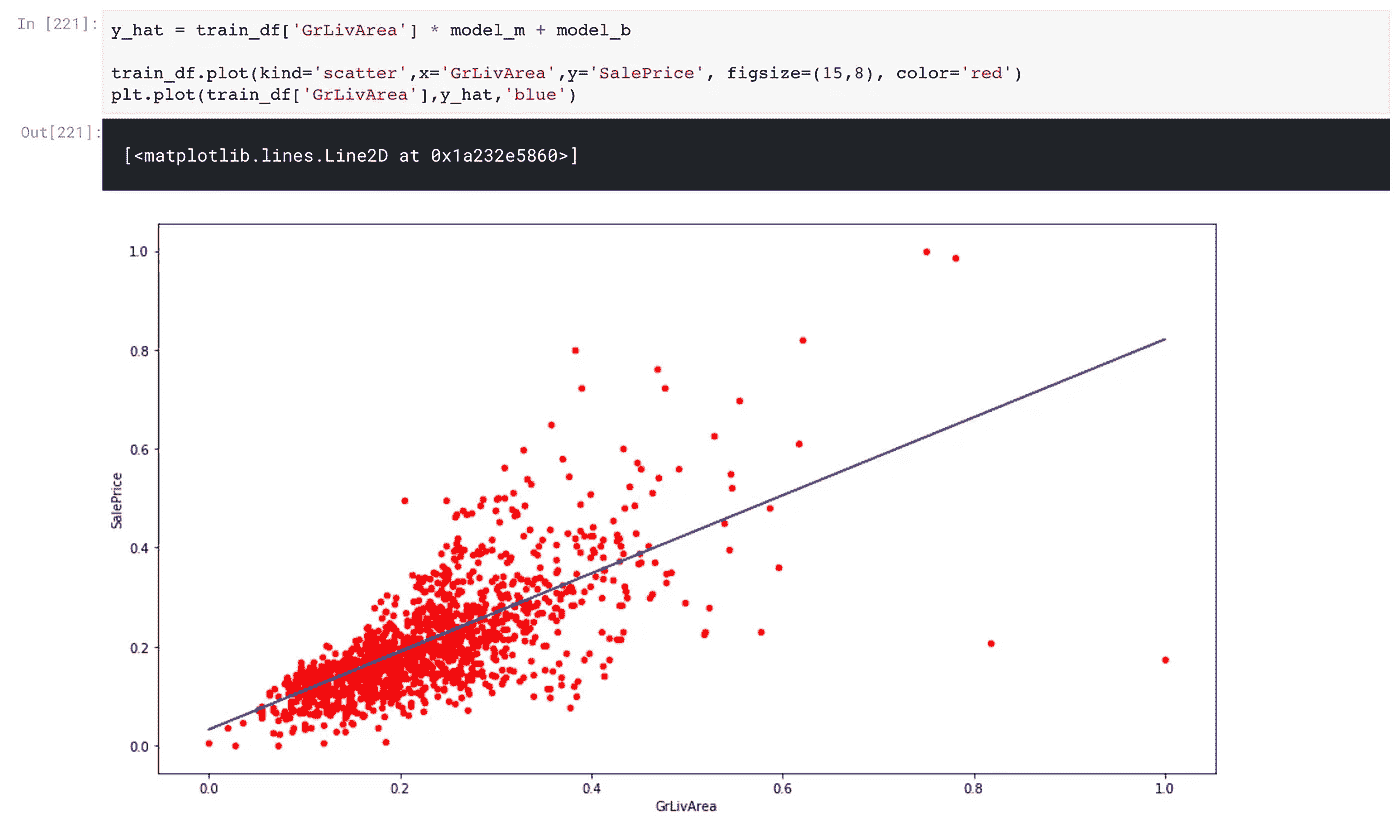 In [221]:
y_hat = train_df['GrLivArea'] * model_m + model_b
train_df.plot(kind='scatter',x='GrLivArea',y='SalePrice', figsize=(15,8), color='red')
plt.plot(train_df['GrLivArea'],y_hat,'blue')
Out[221]:
[<matplotlib.lines.Line2D at 0x1a232e5860>]
1.0
0.8
0.6
0.4
0.2
0.0
SalePrice
0.0 0.2 0.4 0.6 0.8 1.0
GrLivArea